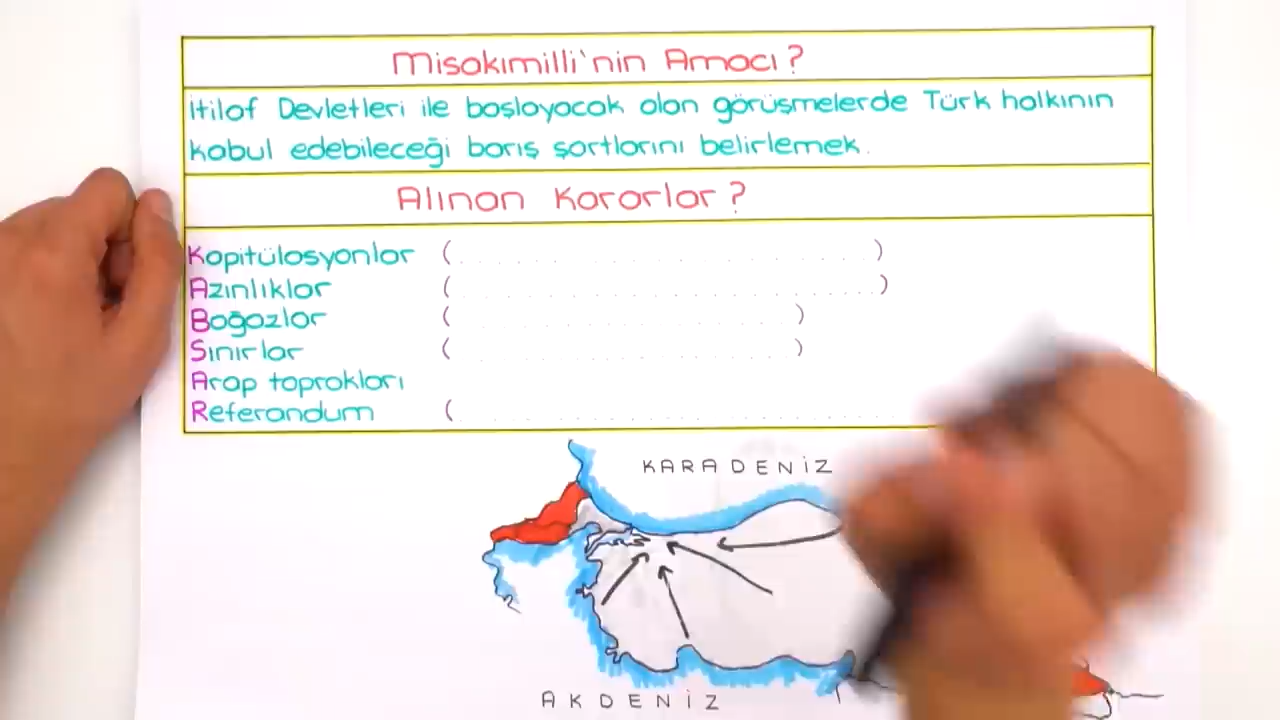 Misakımilli'nin Amacı?
İtilaf Devletleri ile başlayacak olan görüşmelerde Türk halkının
kabul edebileceği barış şartlarını belirlemek.
Alınan Kararlar?
Kapitülasyonlar (....................)
Azınlıklar (....................)
Boğazlar (................)
Sınırlar (................)
Arap toprakları
Referandum (....................
KARADENİZ
AKDENİZ